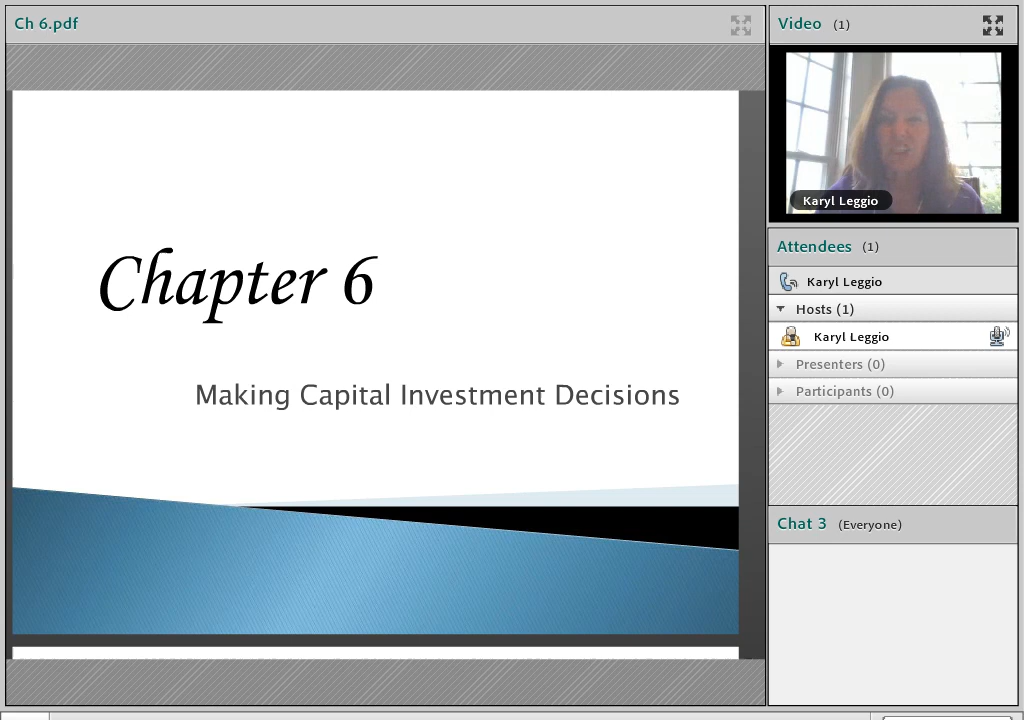 Ch 6.pdf
Chapter 6
Making Capital Investment Decisions
Video (1)
Karyl Leggio
Attendees (1)
Karyl Leggio
Hosts (1)
Karyl Leggio
Presenters (0)
Participants (0)
Chat 3 (Everyone)